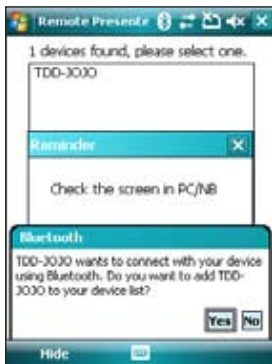 Remote Presente
1 devices found, please select one.
TDD-JOJO
Reminder
Check the screen in PC/NB
Bluetooth
TDD-JOJO wants to connect with your device
using Bluetooth. Do you want to add TDD-
JOJO to your device list?
Yes No
Hide